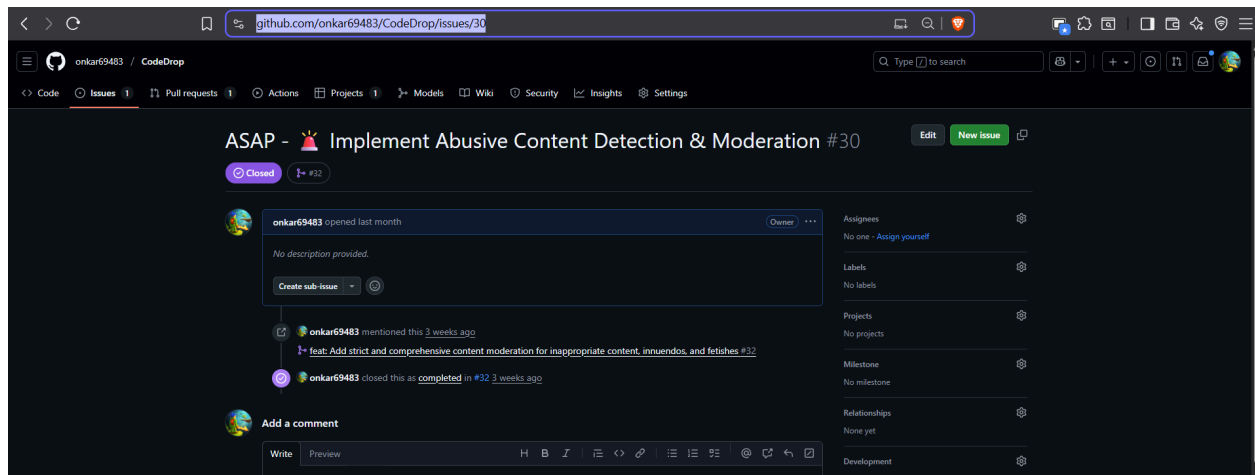 github.com/onkar69483/CodeDrop/issues/30
onkar69483 / CodeDrop
Type / to search
Code Issues 1 Pull requests 1 Actions Projects 1 Models Wiki Security Insights Settings
ASAP - 🚨 Implement Abusive Content Detection & Moderation #30
Edit New issue
Closed #32
onkar69483 opened last month Owner
No description provided.
Create sub-issue
onkar69483 mentioned this 3 weeks ago
feat: Add strict and comprehensive content moderation for inappropriate content, innuendos, and fetishes #32
onkar69483 closed this as completed in #32 3 weeks ago
Add a comment
Write Preview H B I @
Assignees
No one - Assign yourself
Labels
No labels
Projects
No projects
Milestone
No milestone
Relationships
None yet
Development